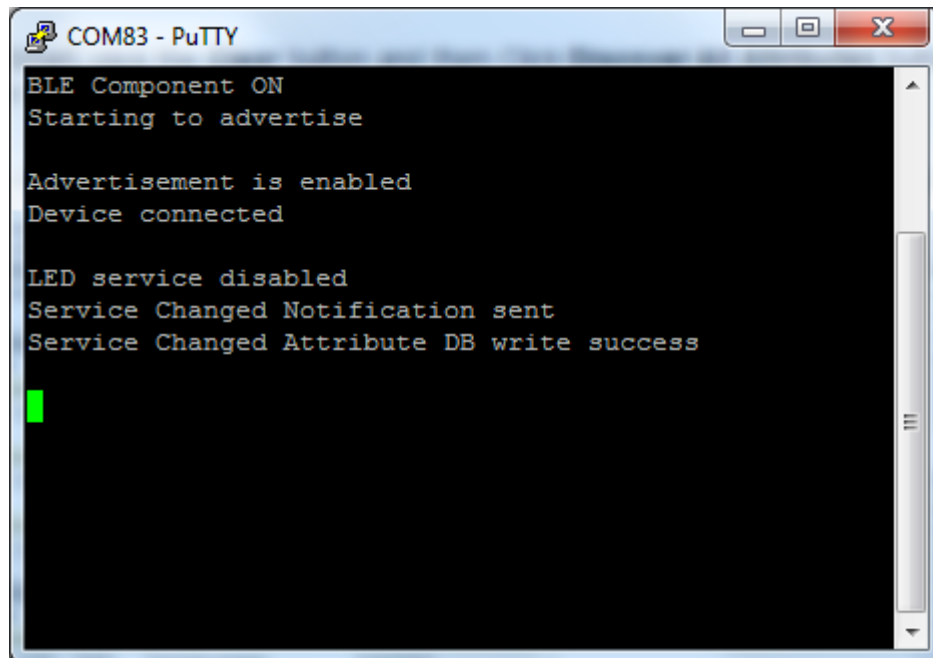 COM83 - PuTTY
BLE Component ON
Starting to advertise
Advertisement is enabled
Device connected
LED service disabled
Service Changed Notification sent
Service Changed Attribute DB write success